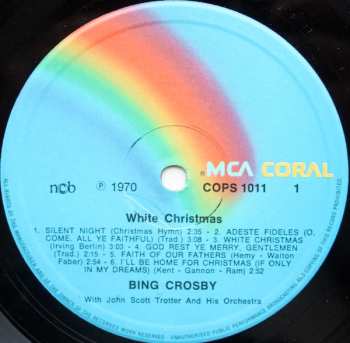 MCA CORAL
ncb
℗ 1970
COPS 1011
1
White Christmas
1. SILENT NIGHT (Christmas Hymn) 2:35 - 2. ADESTE FIDELES (O,
COME, ALL YE FAITHFUL) (Trad.) 3:08 - 3. WHITE CHRISTMAS
(Irving Berlin) 3:03 - 4. GOD REST YE MERRY, GENTLEMEN
(Trad.) 2:15 - 5. FAITH OF OUR FATHERS (Hemy - Walton
Faber) 2:54 - 6. I'LL BE HOME FOR CHRISTMAS (IF ONLY
IN MY DREAMS) (Kent - Gannon - Ram) 2:52
BING CROSBY
With John Scott Trotter And His Orchestra